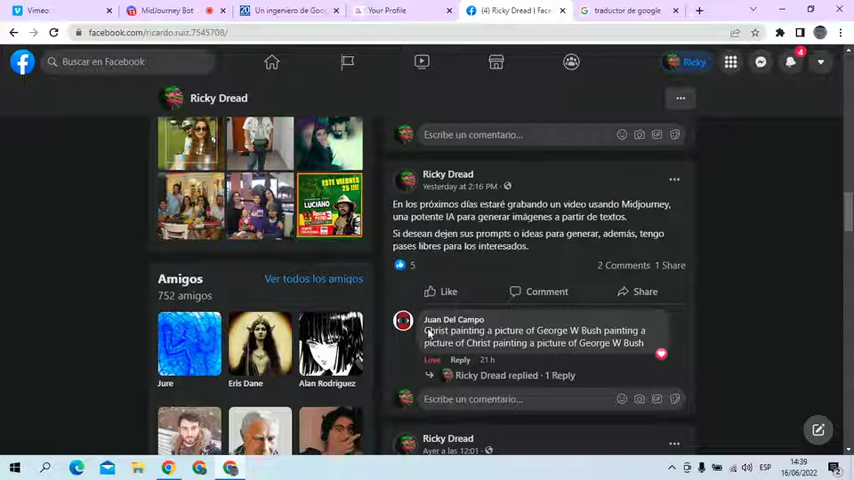 Vimeo
MidJourney Bot
Un ingeniero de Goog
Your Profile
(4) Ricky Dread | Face
traductor de google
facebook.com/ricardo.ruiz.7545708/
Buscar en Facebook
Ricky
4
Ricky Dread
Escribe un comentario...
ESTE VIERNES
25
LUCIANO
Ricky Dread
Yesterday at 2:16 PM
En los próximos días estaré grabando un video usando Midjourney,
una potente IA para generar imágenes a partir de textos.
Si desean dejen sus prompts o ideas para generar, además, tengo
pases libres para los interesados.
5
2 Comments 1 Share
Like
Comment
Share
Amigos
Ver todos los amigos
752 amigos
Jure
Eris Dane
Alan Rodriguez
Juan Del Campo
Christ painting a picture of George W Bush painting a
picture of Christ painting a picture of George W Bush
Love Reply 21 h
Ricky Dread replied · 1 Reply
Escribe un comentario...
Ricky Dread
Ayer a las 12:01
ESP
14:39
16/06/2022
2